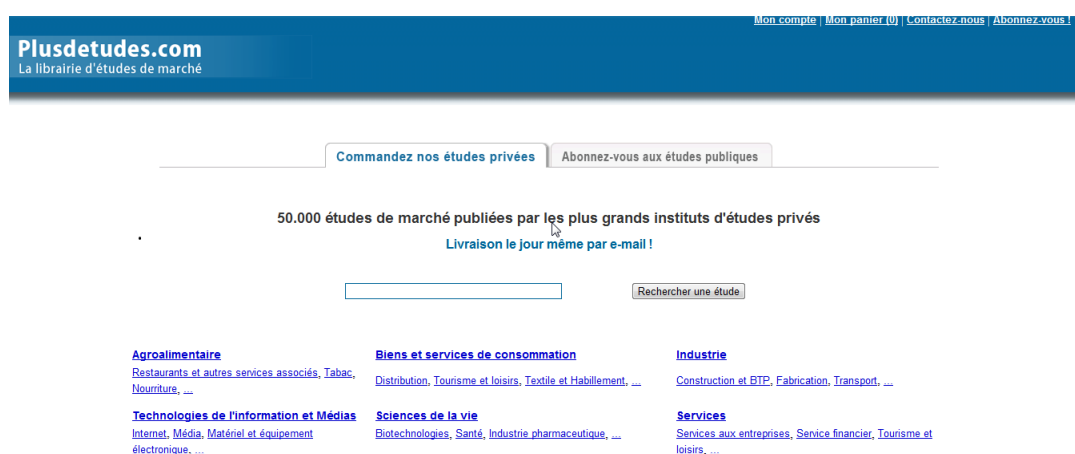 Mon compte | Mon panier (0) | Contactez-nous | Abonnez-vous !
Plusdetudes.com
La librairie d'études de marché
Commandez nos études privées
Abonnez-vous aux études publiques
50.000 études de marché publiées par les plus grands instituts d'études privés
Livraison le jour même par e-mail !
Rechercher une étude
Agroalimentaire
Restaurants et autres services associés, Tabac,
Nourriture, ...
Biens et services de consommation
Distribution, Tourisme et loisirs, Textile et Habillement, ...
Industrie
Construction et BTP, Fabrication, Transport, ...
Technologies de l'information et Médias
Internet, Média, Matériel et équipement
électronique, ...
Sciences de la vie
Biotechnologies, Santé, Industrie pharmaceutique, ...
Services
Services aux entreprises, Service financier, Tourisme et
loisirs, ...